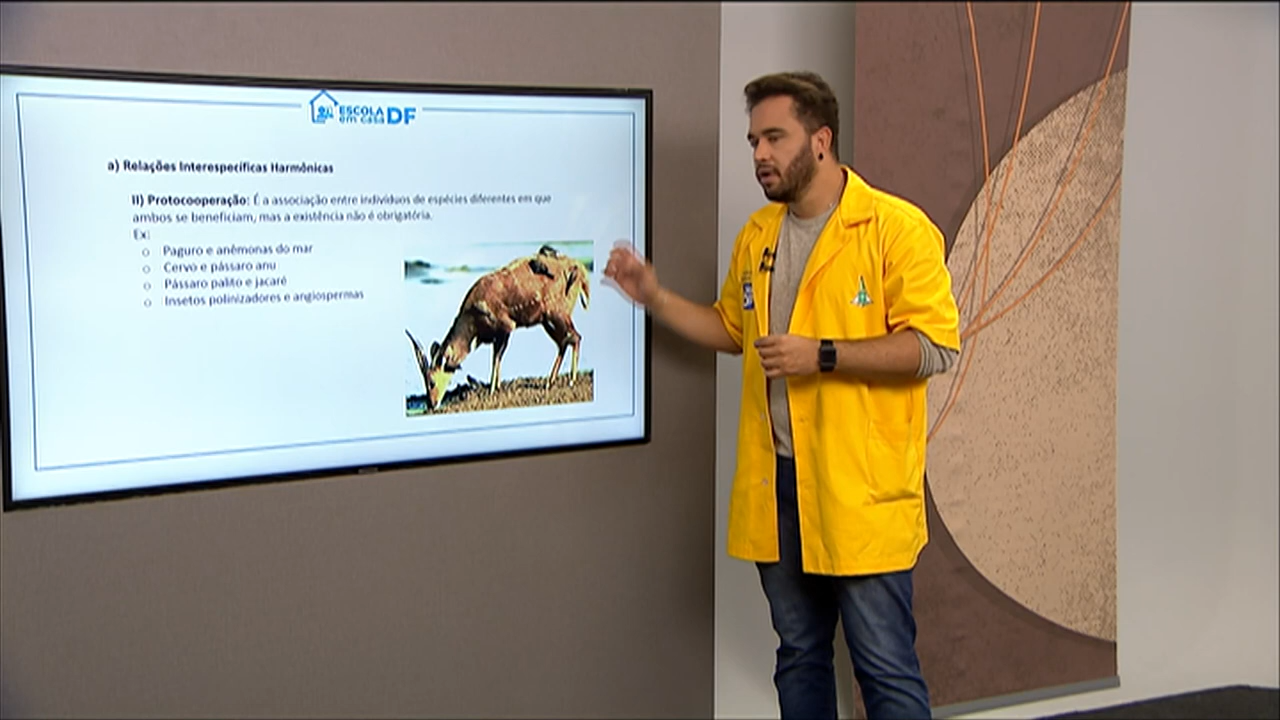 ESCOLA
em casa DF
a) Relações Interespecíficas Harmônicas
II) Protocooperação: É a associação entre indivíduos de espécies diferentes em que
ambos se beneficiam, mas a existência não é obrigatória.
Ex:
o Paguro e anêmonas do mar
o Cervo e pássaro anu
o Pássaro palito e jacaré
o Insetos polinizadores e angiospermas